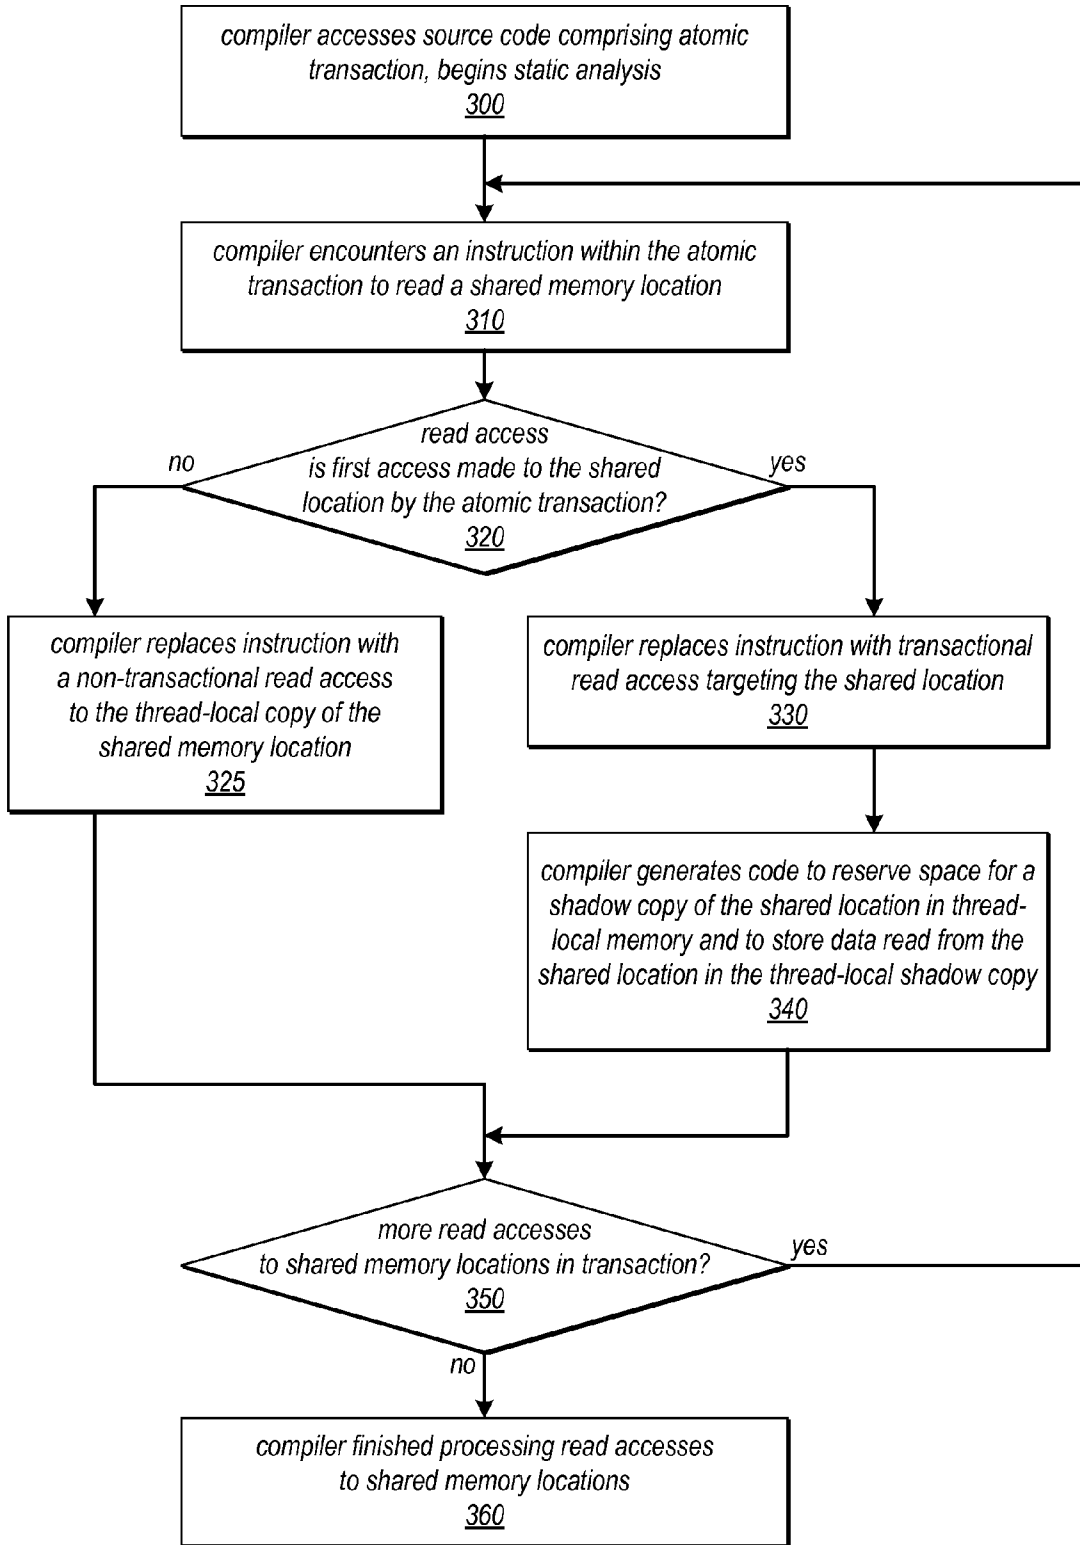 compiler accesses source code comprising atomic
transaction, begins static analysis
300
compiler encounters an instruction within the atomic
transaction to read a shared memory location
310
read access
is first access made to the shared
location by the atomic transaction?
320
no
yes
compiler replaces instruction with
a non-transactional read access
to the thread-local copy of the
shared memory location
325
compiler replaces instruction with transactional
read access targeting the shared location
330
compiler generates code to reserve space for a
shadow copy of the shared location in thread-
local memory and to store data read from the
shared location in the thread-local shadow copy
340
more read accesses
to shared memory locations in transaction?
350
yes
no
compiler finished processing read accesses
to shared memory locations
360